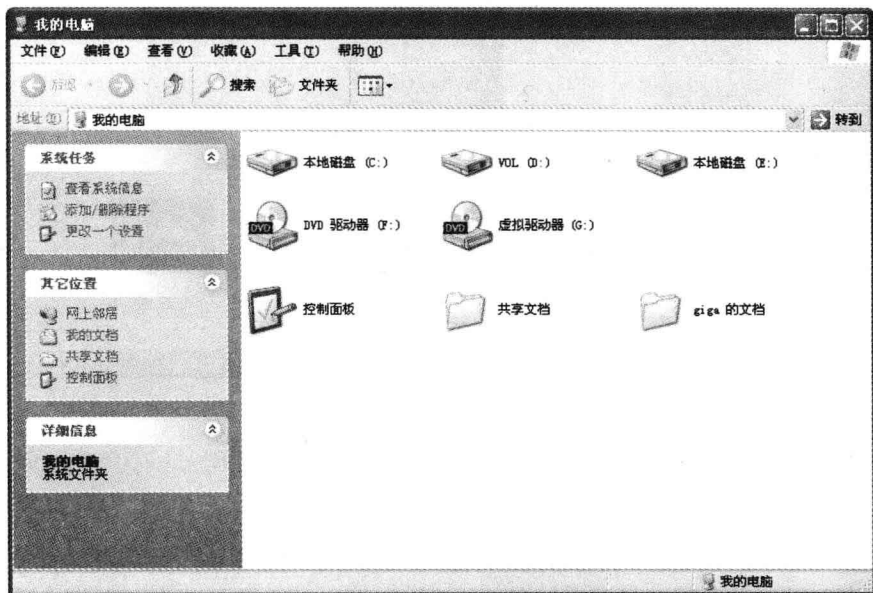 我的电脑
文件(F) 编辑(E) 查看(V) 收藏(A) 工具(T) 帮助(H)
后退 搜索 文件夹
地址(D) 我的电脑 转到
系统任务
查看系统信息
添加/删除程序
更改一个设置
其它位置
网上邻居
我的文档
共享文档
控制面板
详细信息
我的电脑
系统文件夹
本地磁盘 (C:) VOL (D:) 本地磁盘 (E:)
DVD 驱动器 (F:) 虚拟驱动器 (G:)
控制面板 共享文档 giga 的文档
我的电脑